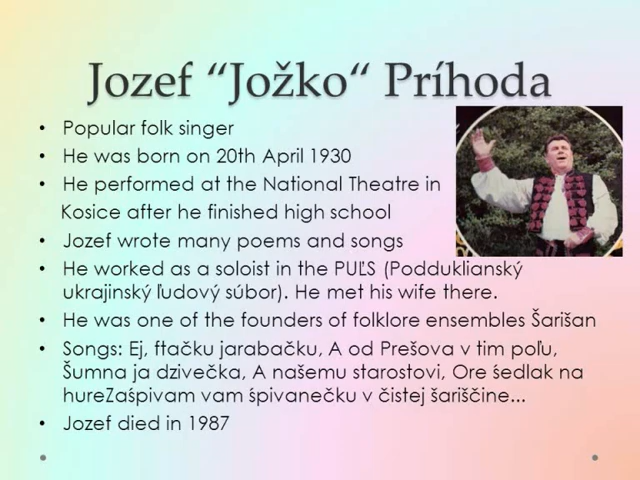 Jozef “Jožko“ Príhoda
• Popular folk singer
• He was born on 20th April 1930
• He performed at the National Theatre in
Kosice after he finished high school
• Jozef wrote many poems and songs
• He worked as a soloist in the PUĽS (Poddukliansky
ukrajinský ľudový súbor). He met his wife there.
• He was one of the founders of folklore ensembles Šarišan
• Songs: Ej, ftačku jarabačku, A od Prešova v tim poľu,
Šumna ja dzivečka, A našemu starostovi, Ore śedlak na
hureZaśpivam vam śpivanečku v čistej šariščine...
• Jozef died in 1987